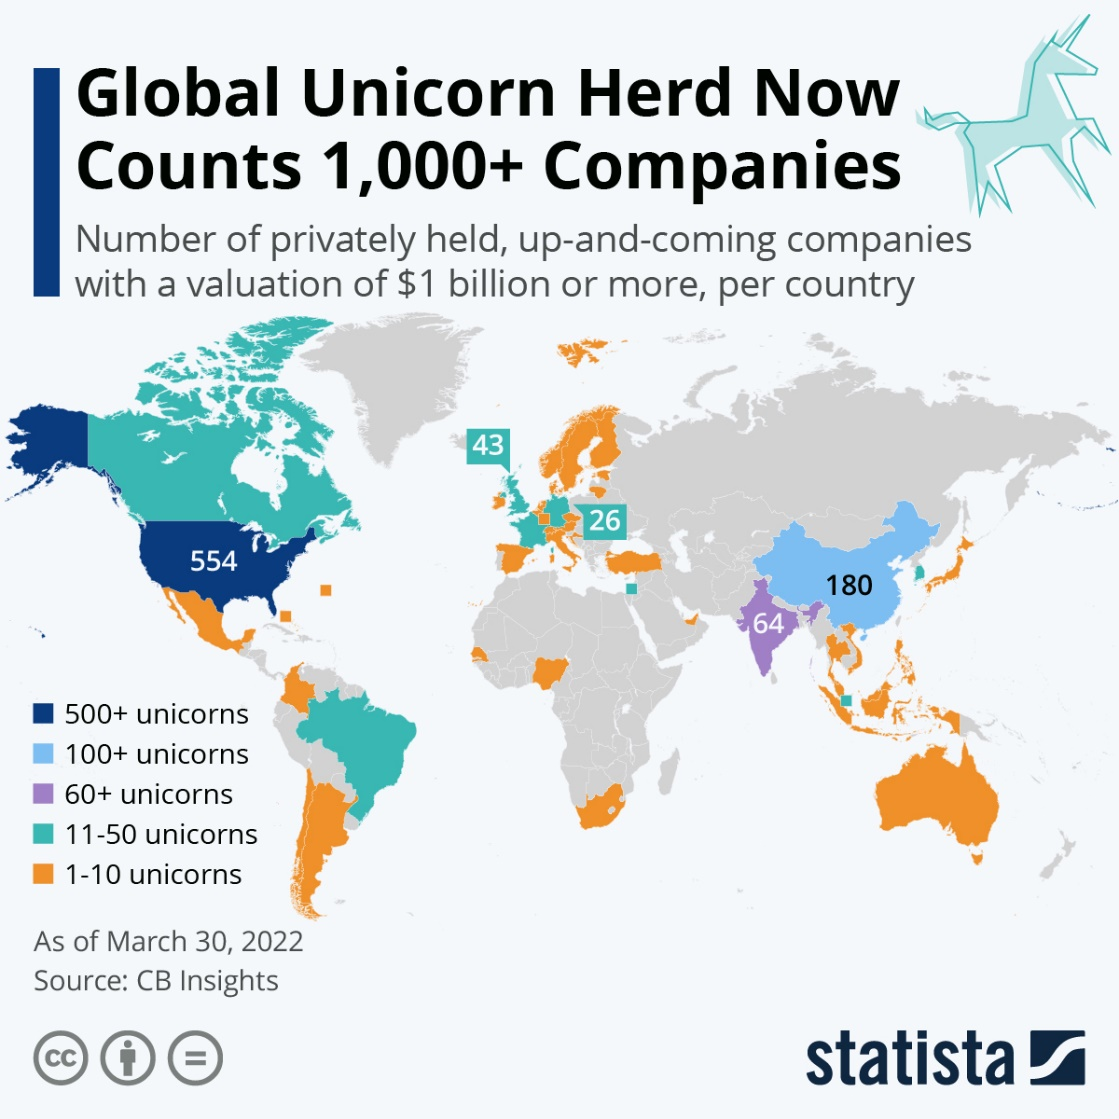 Global Unicorn Herd Now
Counts 1,000+ Companies
Number of privately held, up-and-coming companies
with a valuation of $1 billion or more, per country
43
26
554
180
64
500+ unicorns
100+ unicorns
60+ unicorns
11-50 unicorns
1-10 unicorns
As of March 30, 2022
Source: CB Insights
cc
=
statista